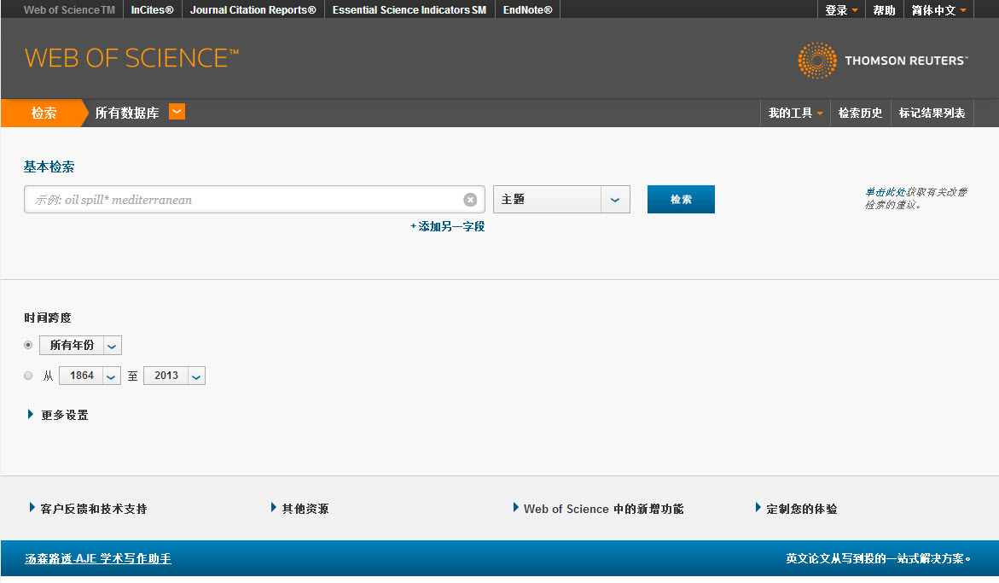 Web of ScienceTM InCites® Journal Citation Reports® Essential Science Indicators SM EndNote® 登录 帮助 简体中文
WEB OF SCIENCE™
THOMSON REUTERS™
检索 所有数据库 我的工具 检索历史 标记结果列表
基本检索
示例: oil spill* mediterranean 主题 检索
单击此处获取有关改善
检索的建议。
+添加另一字段
时间跨度
所有年份
从 1864 至 2013
更多设置
客户反馈和技术支持 其他资源 Web of Science 中的新增功能 定制您的体验
汤森路透-AJE 学术写作助手 英文论文从写到投的一站式解决方案。